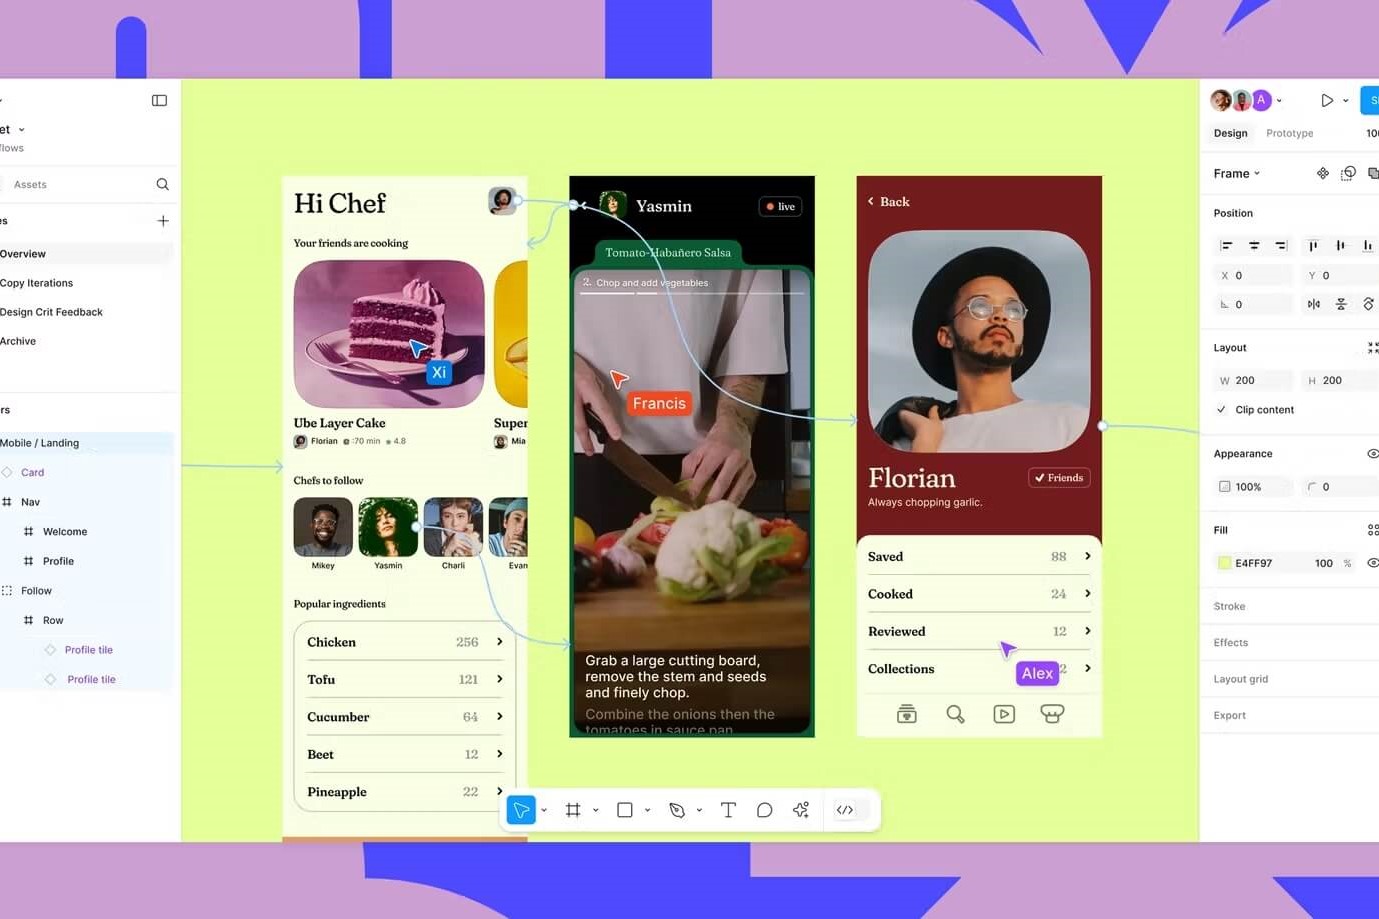 et
flows
Assets
es
Overview
Copy Iterations
Design Crit Feedback
Archive
rs
Mobile / Landing
Card
Nav
Welcome
Profile
Follow
Row
Profile tile
Profile tile
Hi Chef
Your friends are cooking
Xi
Ube Layer Cake
Super
Florian :70 min 4.8
Mia
Chefs to follow
Mikey
Yasmin
Charli
Evan
Popular ingredients
Chicken 256
Tofu 121
Cucumber 64
Beet 12
Pineapple 22
Yasmin
live
Tomato-Habañero Salsa
2. Chop and add vegetables
Francis
Grab a large cutting board,
remove the stem and seeds
and finely chop.
Combine the onions then the
tomatoes in sauce pan
Back
Florian
Friends
Always chopping garlic.
Saved 88
Cooked 24
Reviewed 12
Collections 2
Alex
A
Design
Prototype
100
Frame
Position
X 0
Y 0
0
Layout
W 200
H 200
Clip content
Appearance
100%
0
Fill
E4FF97 100 %
Stroke
Effects
Layout grid
Export